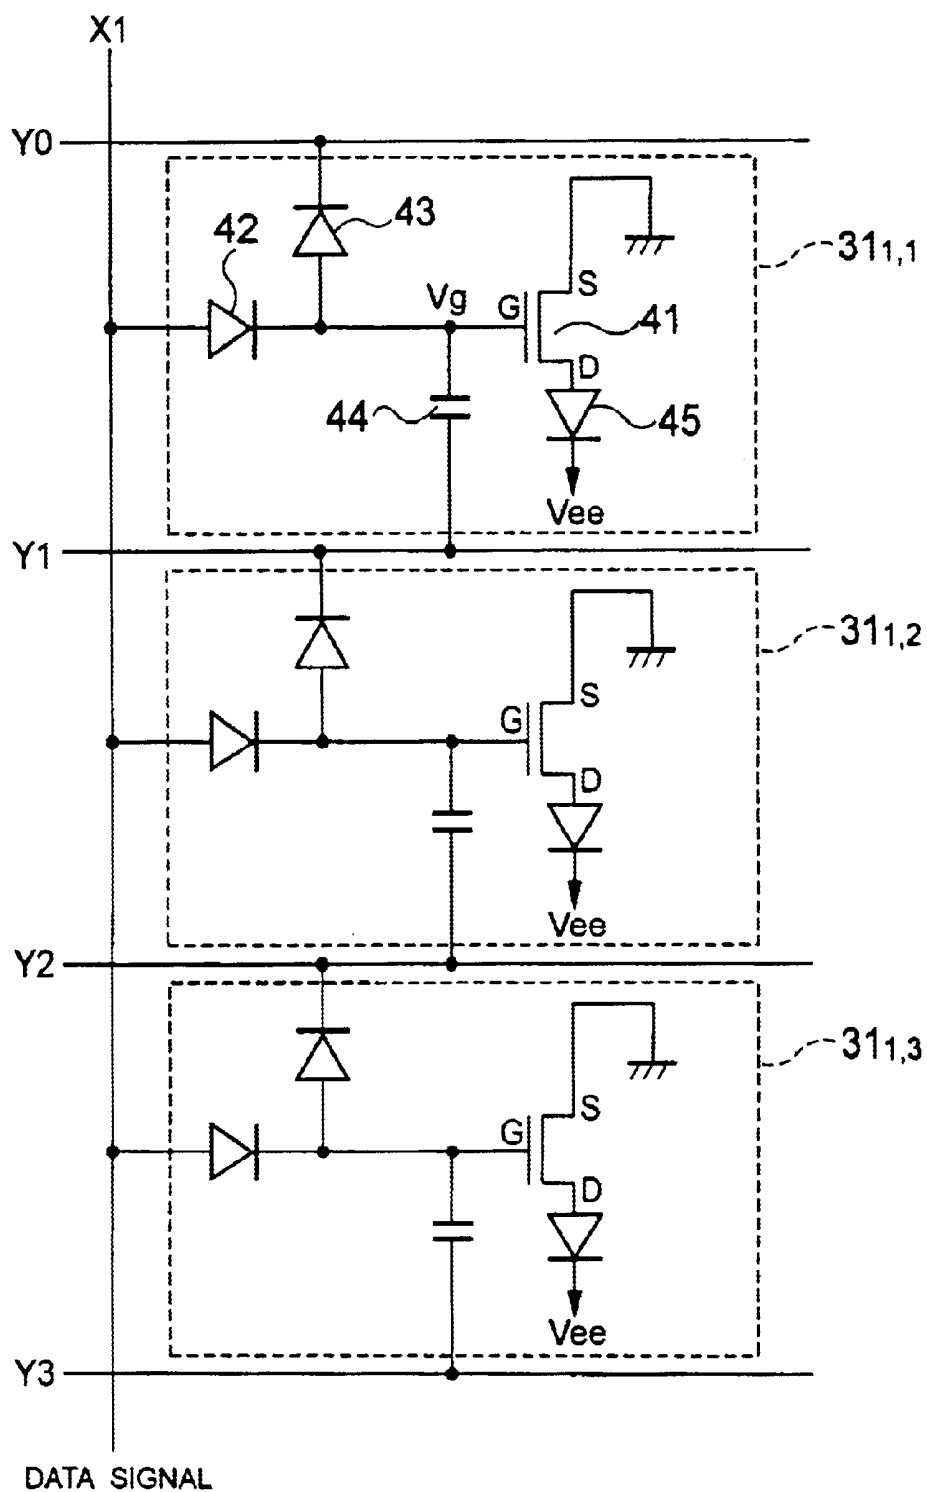 X1
Y0
42
43
Vg
G
S
41
D
44
45
Vee
31₁,₁
Y1
G
S
D
Vee
31₁,₂
Y2
G
S
D
Vee
31₁,₃
Y3
DATA SIGNAL